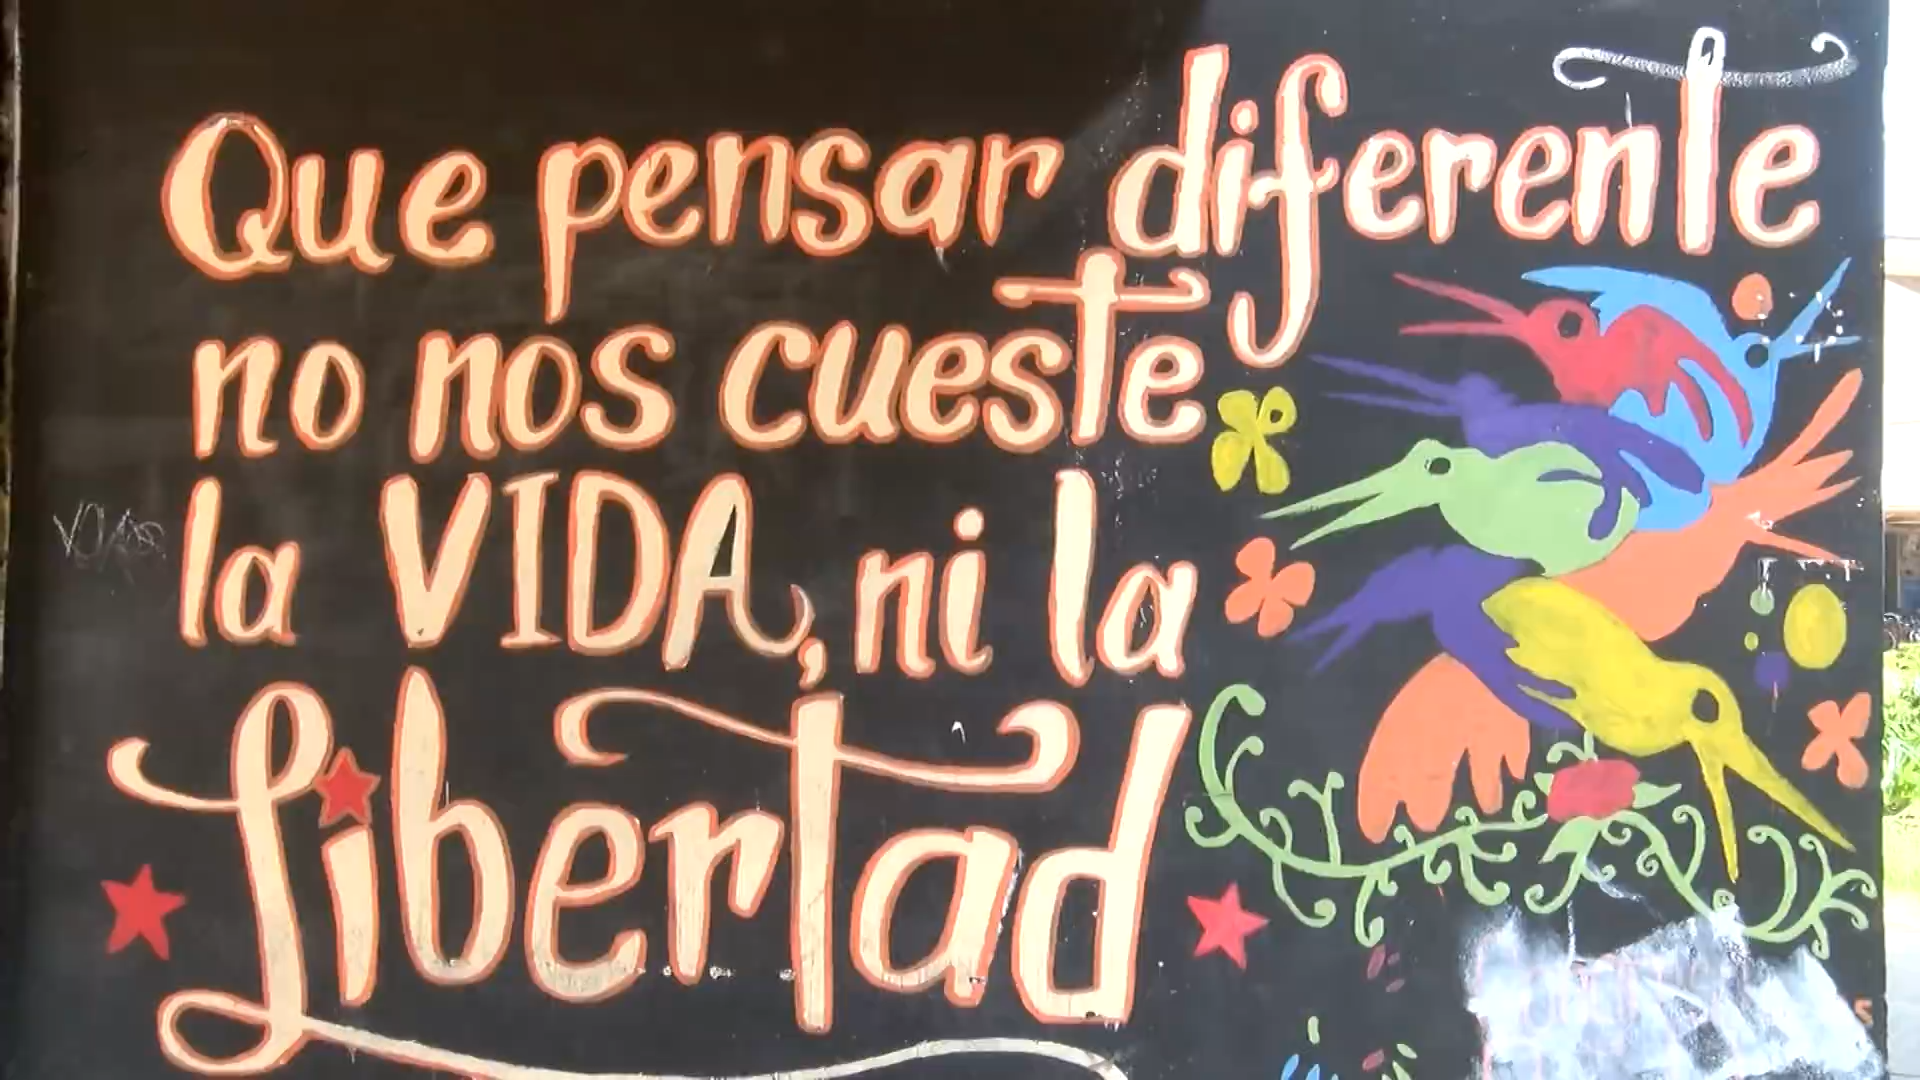 Que pensar diferente
no nos cueste
la VIDA, ni la
Libertad